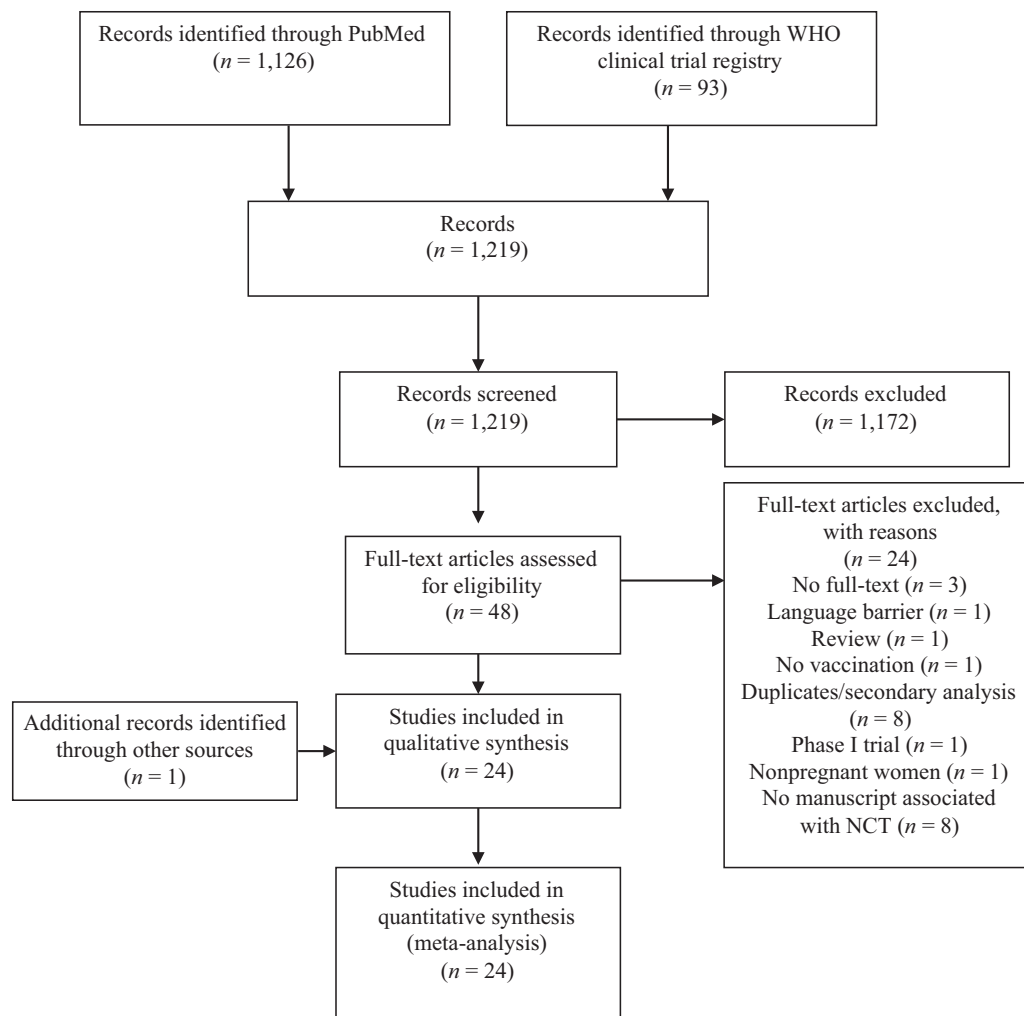 Records identified through PubMed
(n = 1,126)
Records identified through WHO
clinical trial registry
(n = 93)
Records
(n = 1,219)
Records screened
(n = 1,219)
Records excluded
(n = 1,172)
Full-text articles assessed
for eligibility
(n = 48)
Full-text articles excluded,
with reasons
(n = 24)
No full-text (n = 3)
Language barrier (n = 1)
Review (n = 1)
No vaccination (n = 1)
Duplicates/secondary analysis
(n = 8)
Phase I trial (n = 1)
Nonpregnant women (n = 1)
No manuscript associated
with NCT (n = 8)
Additional records identified
through other sources
(n = 1)
Studies included in
qualitative synthesis
(n = 24)
Studies included in
quantitative synthesis
(meta-analysis)
(n = 24)